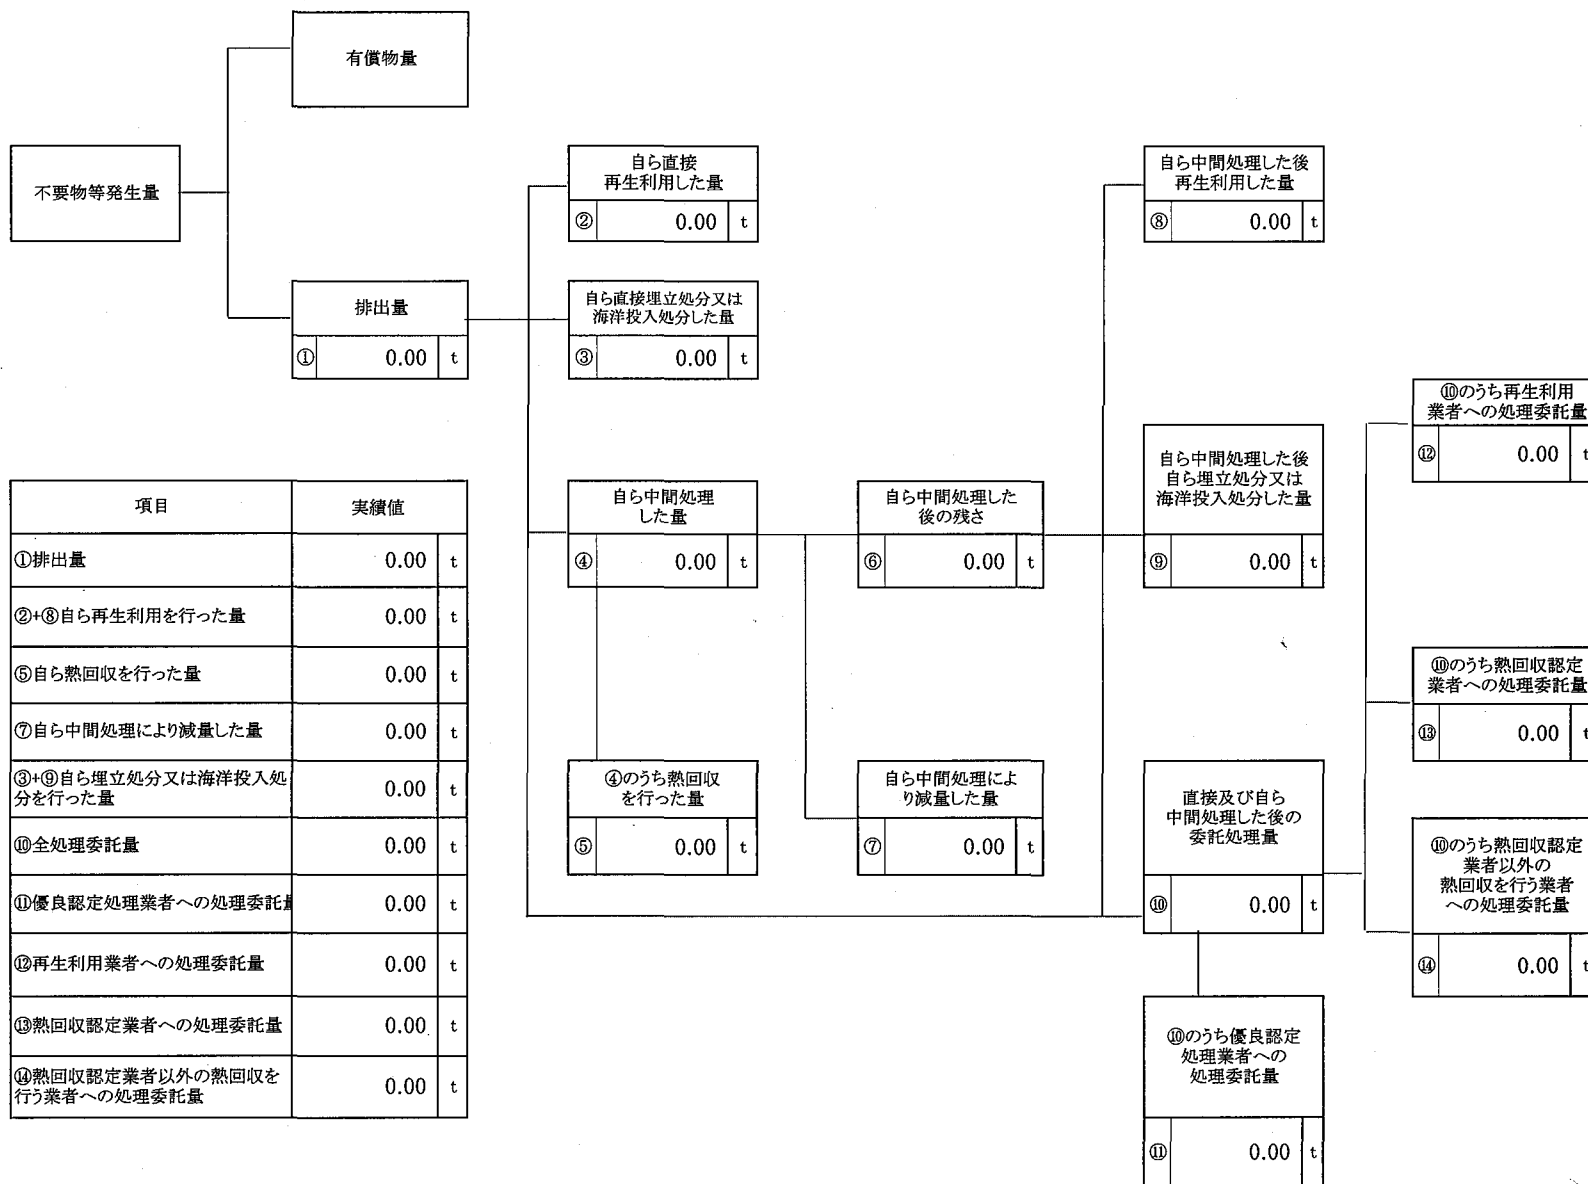 有償物量
不要物等発生量
排出量
① 0.00 t
自ら直接
再生利用した量
② 0.00 t
自ら直接埋立処分又は
海洋投入処分した量
③ 0.00 t
自ら中間処理した後
再生利用した量
⑧ 0.00 t
自ら中間処理
した量
④ 0.00 t
自ら中間処理した
後の残さ
⑥ 0.00 t
自ら中間処理した後
自ら埋立処分又は
海洋投入処分した量
⑨ 0.00 t
⑩のうち再生利用
業者への処理委託量
⑫ 0.00 t
⑩のうち熱回収認定
業者への処理委託量
⑬ 0.00 t
④のうち熱回収
を行った量
⑤ 0.00 t
自ら中間処理によ
り減量した量
⑦ 0.00 t
直接及び自ら
中間処理した後の
委託処理量
⑩ 0.00 t
⑩のうち熱回収認定
業者以外の
熱回収を行う業者
への処理委託量
⑭ 0.00 t
⑩のうち優良認定
処理業者への
処理委託量
⑪ 0.00 t
項目 実績値
①排出量 0.00 t
②+⑧自ら再生利用を行った量 0.00 t
⑤自ら熱回収を行った量 0.00 t
⑦自ら中間処理により減量した量 0.00 t
③+⑨自ら埋立処分又は海洋投入処
分を行った量 0.00 t
⑩全処理委託量 0.00 t
⑪優良認定処理業者への処理委託量 0.00 t
⑫再生利用業者への処理委託量 0.00 t
⑬熱回収認定業者への処理委託量 0.00 t
⑭熱回収認定業者以外の熱回収を
行う業者への処理委託量 0.00 t